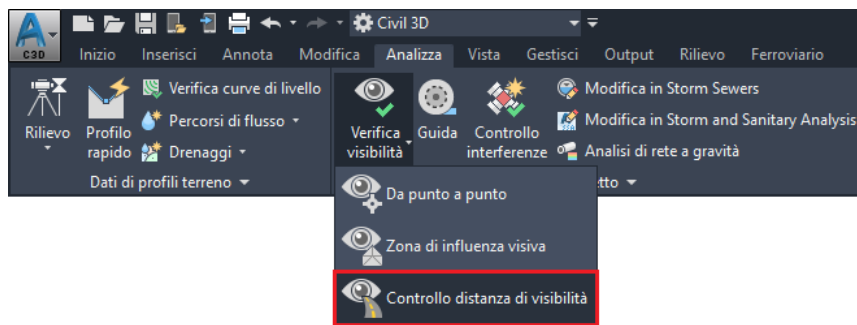 C3D
Civil 3D
Inizio Inserisci Annota Modifica Analizza Vista Gestisci Output Rilievo Ferroviario
Rilievo
Profilo
rapido
Verifica curve di livello
Percorsi di flusso
Drenaggi
Dati di profili terreno
Verifica
visibilità
Guida
Controllo
interferenze
Modifica in Storm Sewers
Modifica in Storm and Sanitary Analysis
Analisi di rete a gravità
etto
Da punto a punto
Zona di influenza visiva
Controllo distanza di visibilità